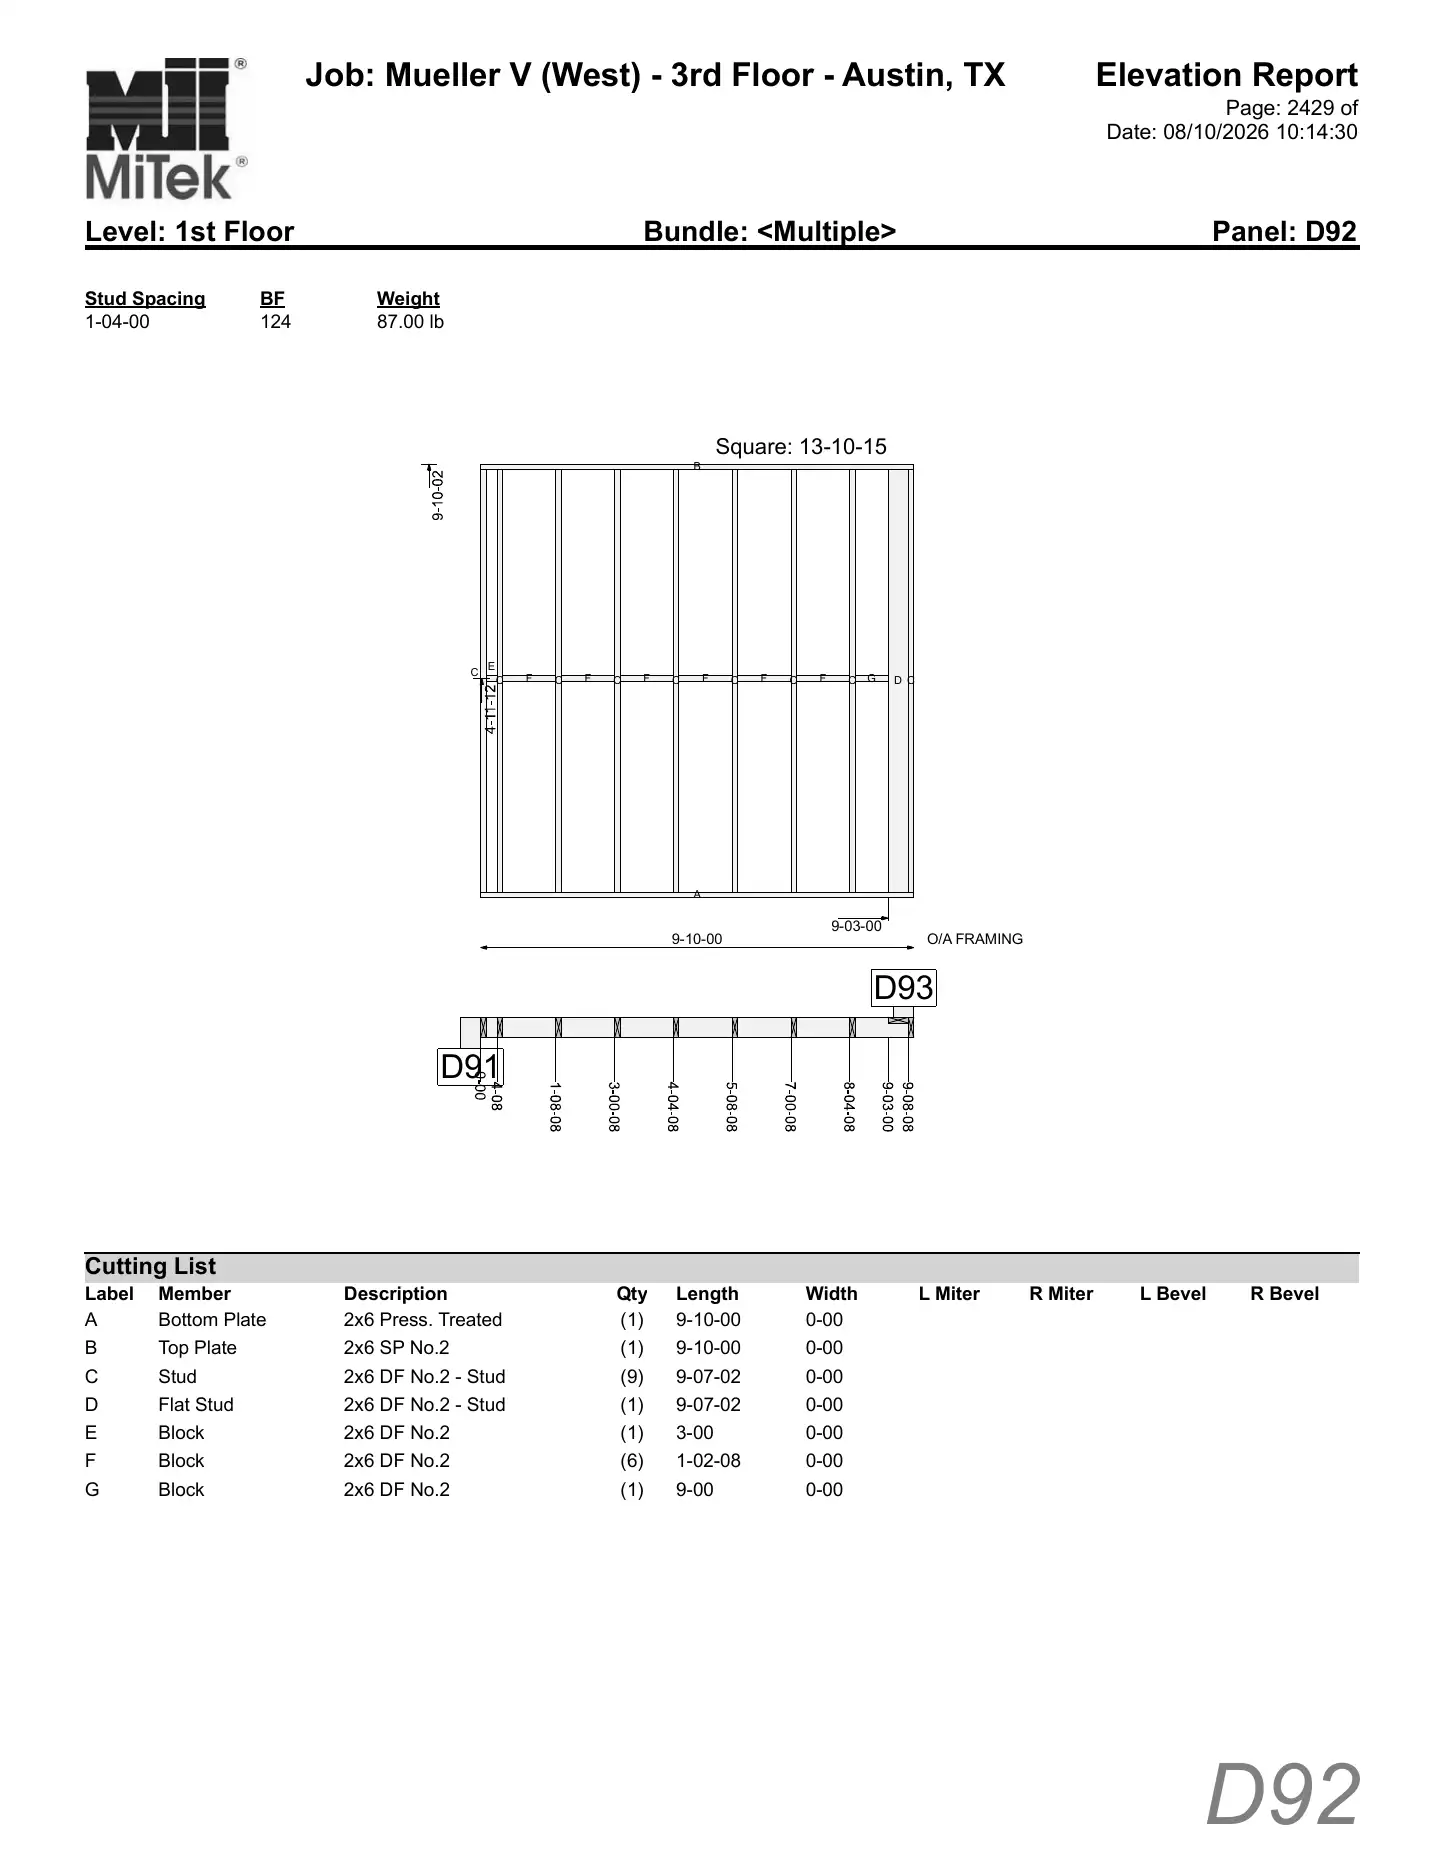 Job: Mueller V (West) - 3rd Floor - Austin, TX
Elevation Report
Page: 2429 of
Date: 08/10/2026 10:14:30
MiTek®
Level: 1st Floor Bundle: <Multiple> Panel: D92
Stud Spacing BF Weight
1-04-00 124 87.00 lb
Square: 13-10-15
B
9-10-02
C E
C F C F C F C F C F C F C G D C
4-11-12
A
9-03-00
9-10-00 O/A FRAMING
D93
D91
0-00 4-08 1-08-08 3-00-08 4-04-08 5-08-08 7-00-08 8-04-08 9-03-00 9-08-08
Cutting List
Label Member Description Qty Length Width L Miter R Miter L Bevel R Bevel
A Bottom Plate 2x6 Press. Treated (1) 9-10-00 0-00
B Top Plate 2x6 SP No.2 (1) 9-10-00 0-00
C Stud 2x6 DF No.2 - Stud (9) 9-07-02 0-00
D Flat Stud 2x6 DF No.2 - Stud (1) 9-07-02 0-00
E Block 2x6 DF No.2 (1) 3-00 0-00
F Block 2x6 DF No.2 (6) 1-02-08 0-00
G Block 2x6 DF No.2 (1) 9-00 0-00
D92